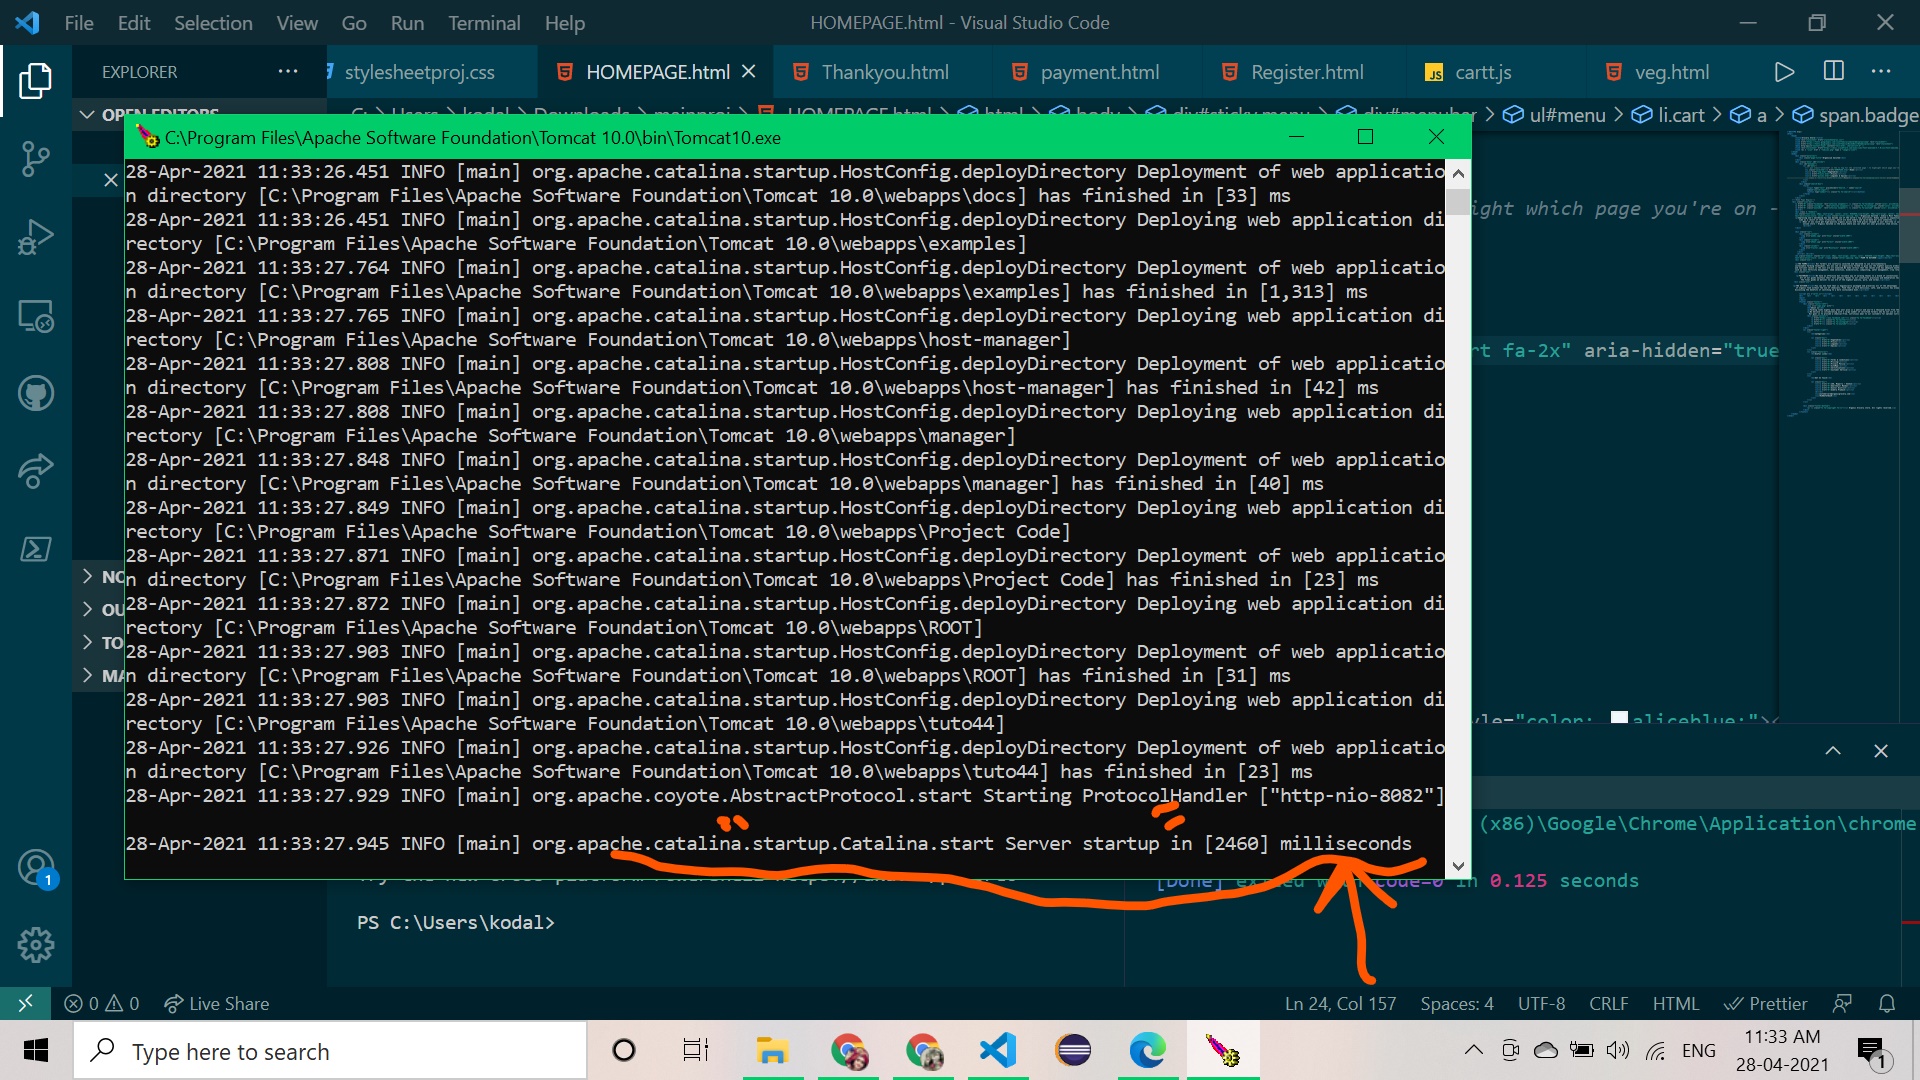 File Edit Selection View Go Run Terminal Help
HOMEPAGE.html - Visual Studio Code
EXPLORER
stylesheetproj.css
HOMEPAGE.html
Thankyou.html
payment.html
Register.html
JS cartt.js
veg.html
ul#menu > li.cart > a > span.badge
C:\Program Files\Apache Software Foundation\Tomcat 10.0\bin\Tomcat10.exe
28-Apr-2021 11:33:26.451 INFO [main] org.apache.catalina.startup.HostConfig.deployDirectory Deployment of web applicatio
n directory [C:\Program Files\Apache Software Foundation\Tomcat 10.0\webapps\docs] has finished in [33] ms
28-Apr-2021 11:33:26.451 INFO [main] org.apache.catalina.startup.HostConfig.deployDirectory Deploying web application di
rectory [C:\Program Files\Apache Software Foundation\Tomcat 10.0\webapps\examples]
28-Apr-2021 11:33:27.764 INFO [main] org.apache.catalina.startup.HostConfig.deployDirectory Deployment of web applicatio
n directory [C:\Program Files\Apache Software Foundation\Tomcat 10.0\webapps\examples] has finished in [1,313] ms
28-Apr-2021 11:33:27.765 INFO [main] org.apache.catalina.startup.HostConfig.deployDirectory Deploying web application di
rectory [C:\Program Files\Apache Software Foundation\Tomcat 10.0\webapps\host-manager]
28-Apr-2021 11:33:27.808 INFO [main] org.apache.catalina.startup.HostConfig.deployDirectory Deployment of web applicatio
n directory [C:\Program Files\Apache Software Foundation\Tomcat 10.0\webapps\host-manager] has finished in [42] ms
28-Apr-2021 11:33:27.808 INFO [main] org.apache.catalina.startup.HostConfig.deployDirectory Deploying web application di
rectory [C:\Program Files\Apache Software Foundation\Tomcat 10.0\webapps\manager]
28-Apr-2021 11:33:27.848 INFO [main] org.apache.catalina.startup.HostConfig.deployDirectory Deployment of web applicatio
n directory [C:\Program Files\Apache Software Foundation\Tomcat 10.0\webapps\manager] has finished in [40] ms
28-Apr-2021 11:33:27.849 INFO [main] org.apache.catalina.startup.HostConfig.deployDirectory Deploying web application di
rectory [C:\Program Files\Apache Software Foundation\Tomcat 10.0\webapps\Project Code]
28-Apr-2021 11:33:27.871 INFO [main] org.apache.catalina.startup.HostConfig.deployDirectory Deployment of web applicatio
n directory [C:\Program Files\Apache Software Foundation\Tomcat 10.0\webapps\Project Code] has finished in [23] ms
28-Apr-2021 11:33:27.872 INFO [main] org.apache.catalina.startup.HostConfig.deployDirectory Deploying web application di
rectory [C:\Program Files\Apache Software Foundation\Tomcat 10.0\webapps\ROOT]
28-Apr-2021 11:33:27.903 INFO [main] org.apache.catalina.startup.HostConfig.deployDirectory Deployment of web applicatio
n directory [C:\Program Files\Apache Software Foundation\Tomcat 10.0\webapps\ROOT] has finished in [31] ms
28-Apr-2021 11:33:27.903 INFO [main] org.apache.catalina.startup.HostConfig.deployDirectory Deploying web application di
rectory [C:\Program Files\Apache Software Foundation\Tomcat 10.0\webapps\tuto44]
28-Apr-2021 11:33:27.926 INFO [main] org.apache.catalina.startup.HostConfig.deployDirectory Deployment of web applicatio
n directory [C:\Program Files\Apache Software Foundation\Tomcat 10.0\webapps\tuto44] has finished in [23] ms
28-Apr-2021 11:33:27.929 INFO [main] org.apache.coyote.AbstractProtocol.start Starting ProtocolHandler ["http-nio-8082"]
28-Apr-2021 11:33:27.945 INFO [main] org.apache.catalina.startup.Catalina.start Server startup in [2460] milliseconds
ight which page you're on -
rt fa-2x" aria-hidden="true
aliceblue;">
NO
OU
TO
MA
(x86)\Google\Chrome\Application\chrome
[Done] exited with code=0 in 0.125 seconds
PS C:\Users\kodal>
1
0 0 Live Share
Ln 24, Col 157 Spaces: 4 UTF-8 CRLF HTML Prettier
Type here to search
ENG
11:33 AM
28-04-2021
1